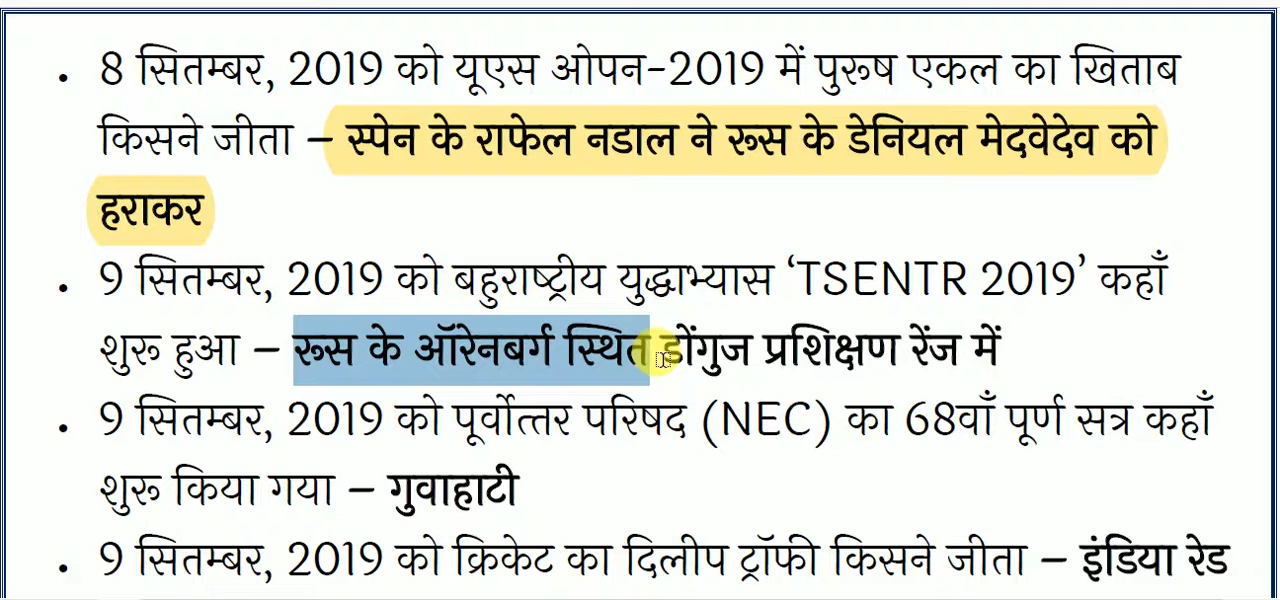 • 8 सितम्बर, 2019 को यूएस ओपन-2019 में पुरूष एकल का खिताब
किसने जीता – स्पेन के राफेल नडाल ने रूस के डेनियल मेदवेदेव को
हराकर
• 9 सितम्बर, 2019 को बहुराष्ट्रीय युद्धाभ्यास ‘TSENTR 2019’ कहाँ
शुरू हुआ – रूस के ऑरेनबर्ग स्थित डोंगुज प्रशिक्षण रेंज में
• 9 सितम्बर, 2019 को पूर्वोत्तर परिषद (NEC) का 68वाँ पूर्ण सत्र कहाँ
शुरू किया गया – गुवाहाटी
• 9 सितम्बर, 2019 को क्रिकेट का दिलीप ट्रॉफी किसने जीता – इंडिया रेड